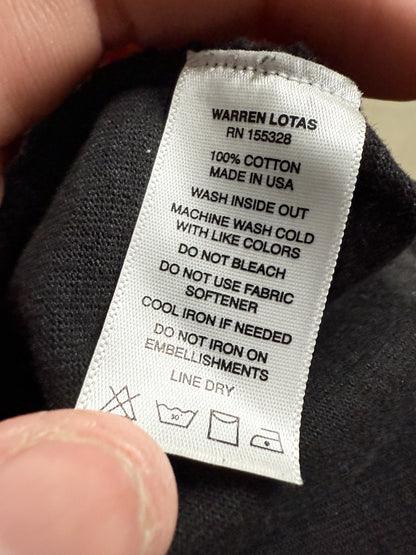 WARREN LOTAS
RN 155328
100% COTTON
MADE IN USA
WASH INSIDE OUT
MACHINE WASH COLD
WITH LIKE COLORS
DO NOT BLEACH
DO NOT USE FABRIC
SOFTENER
COOL IRON IF NEEDED
DO NOT IRON ON
EMBELLISHMENTS
LINE DRY
30°